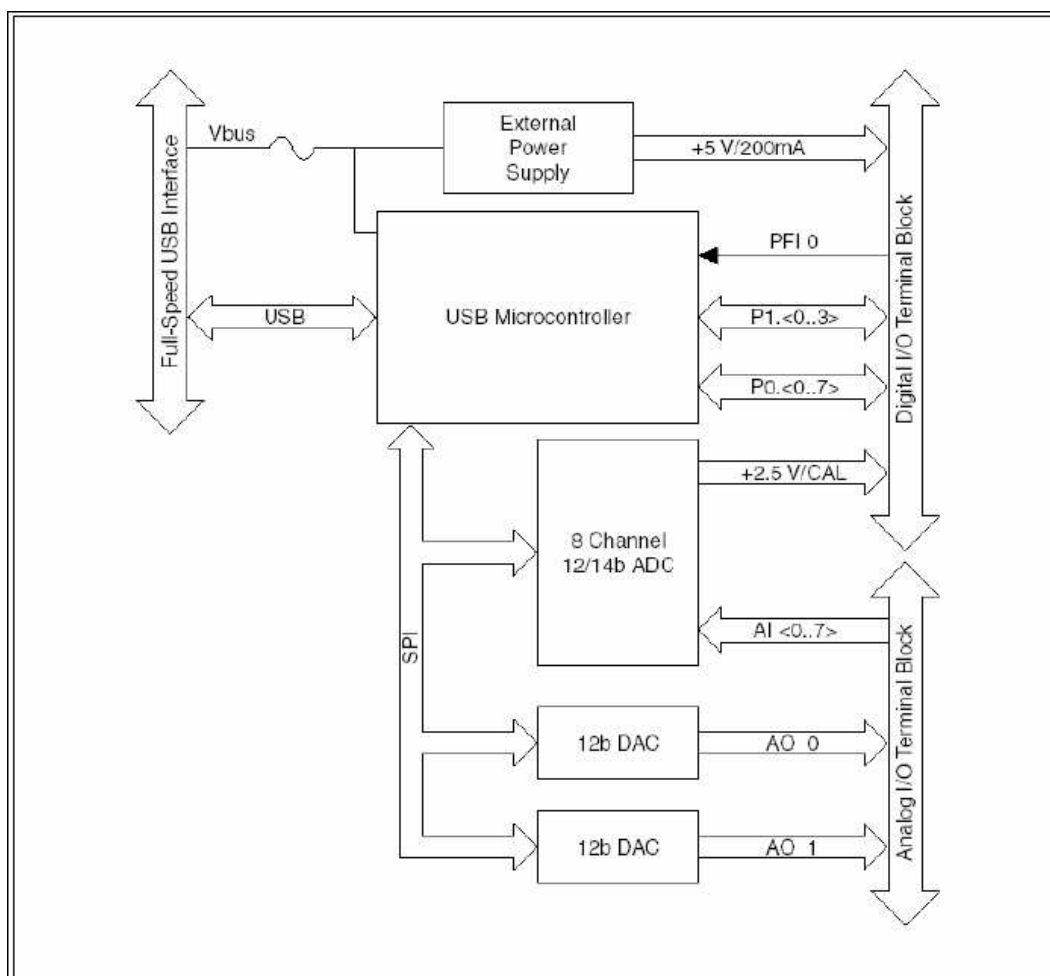 Vbus
External
Power
Supply
+5 V/200mA
Full-Speed USB Interface
PFI 0
USB
USB Microcontroller
P1.<0..3>
P0.<0..7>
Digital I/O Terminal Block
+2.5 V/CAL
8 Channel
12/14b ADC
AI <0..7>
SPI
12b DAC
AO 0
12b DAC
AO 1
Analog I/O Terminal Block